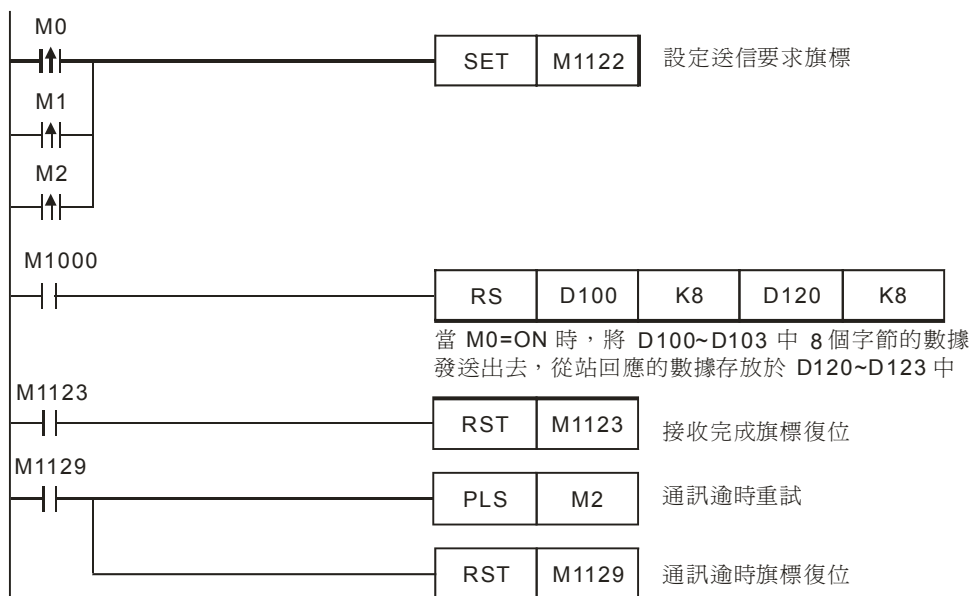 M0
SET M1122 設定送信要求旗標
M1
M2
M1000
RS D100 K8 D120 K8
當 M0=ON 時，將 D100~D103 中 8 個字節的數據
發送出去，從站回應的數據存放於 D120~D123 中
M1123
RST M1123 接收完成旗標復位
M1129
PLS M2 通訊逾時重試
RST M1129 通訊逾時旗標復位